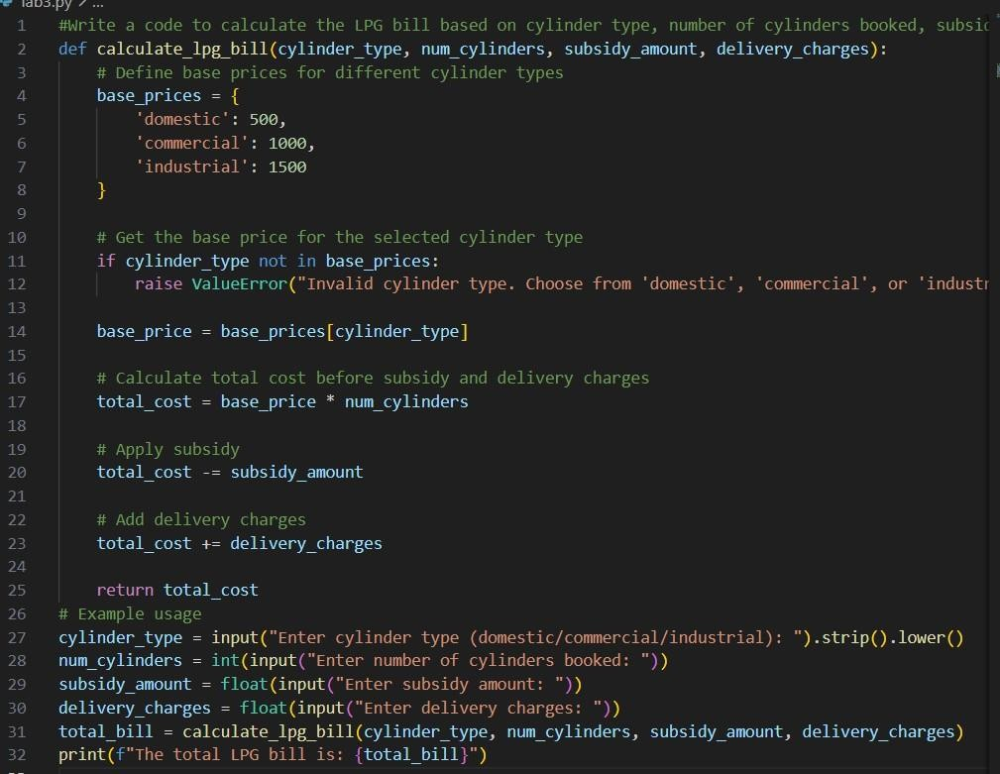 lab3.py > ...
1 #Write a code to calculate the LPG bill based on cylinder type, number of cylinders booked, subsi
2 def calculate_lpg_bill(cylinder_type, num_cylinders, subsidy_amount, delivery_charges):
3     # Define base prices for different cylinder types
4     base_prices = {
5         'domestic': 500,
6         'commercial': 1000,
7         'industrial': 1500
8     }
9
10     # Get the base price for the selected cylinder type
11     if cylinder_type not in base_prices:
12         raise ValueError("Invalid cylinder type. Choose from 'domestic', 'commercial', or 'industr
13
14     base_price = base_prices[cylinder_type]
15
16     # Calculate total cost before subsidy and delivery charges
17     total_cost = base_price * num_cylinders
18
19     # Apply subsidy
20     total_cost -= subsidy_amount
21
22     # Add delivery charges
23     total_cost += delivery_charges
24
25     return total_cost
26 # Example usage
27 cylinder_type = input("Enter cylinder type (domestic/commercial/industrial): ").strip().lower()
28 num_cylinders = int(input("Enter number of cylinders booked: "))
29 subsidy_amount = float(input("Enter subsidy amount: "))
30 delivery_charges = float(input("Enter delivery charges: "))
31 total_bill = calculate_lpg_bill(cylinder_type, num_cylinders, subsidy_amount, delivery_charges)
32 print(f"The total LPG bill is: {total_bill}")